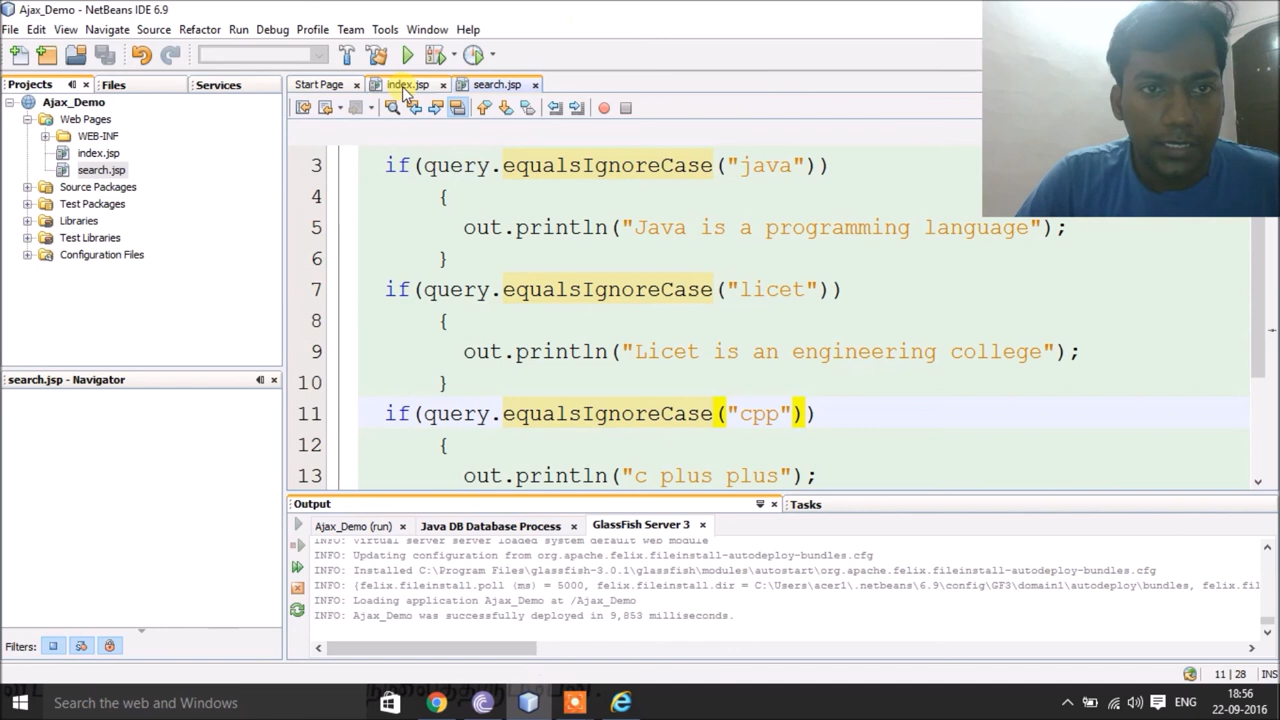 Ajax_Demo - NetBeans IDE 6.9
File Edit View Navigate Source Refactor Run Debug Profile Team Tools Window Help
Projects Files Services
Start Page index.jsp search.jsp
Ajax_Demo
Web Pages
WEB-INF
index.jsp
search.jsp
Source Packages
Test Packages
Libraries
Test Libraries
Configuration Files
3 if(query.equalsIgnoreCase("java"))
4 {
5 out.println("Java is a programming language");
6 }
7 if(query.equalsIgnoreCase("licet"))
8 {
9 out.println("Licet is an engineering college");
10 }
11 if(query.equalsIgnoreCase("cpp"))
12 {
13 out.println("c plus plus");
search.jsp - Navigator
Filters:
Output Tasks
Ajax_Demo (run) Java DB Database Process GlassFish Server 3
INFO: Virtual server server loaded system default web module
INFO: Updating configuration from org.apache.felix.fileinstall-autodeploy-bundles.cfg
INFO: Installed C:\Program Files\glassfish-3.0.1\glassfish\modules\autostart\org.apache.felix.fileinstall-autodeploy-bundles.cfg
INFO: {felix.fileinstall.poll (ms) = 5000, felix.fileinstall.dir = C:\Users\acer1\.netbeans\6.9\config\GF3\domain1\autodeploy\bundles, felix.fil
INFO: Loading application Ajax_Demo at /Ajax_Demo
INFO: Ajax_Demo was successfully deployed in 9,853 milliseconds.
11 | 28 INS
Search the web and Windows
ENG
18:56
22-09-2016